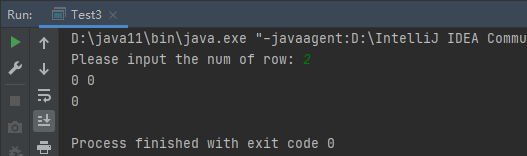 Run: Test3
D:\java11\bin\java.exe "-javaagent:D:\IntelliJ IDEA Commu
Please input the num of row: 2
0 0
0
Process finished with exit code 0